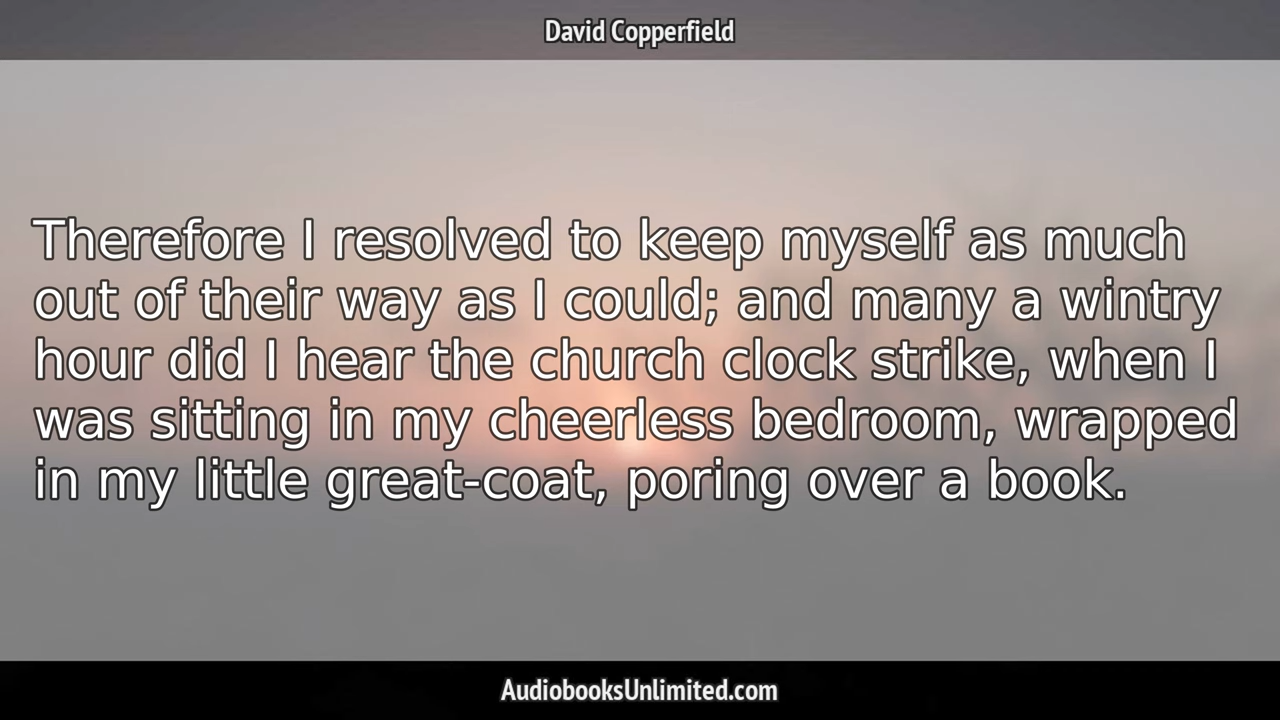 David Copperfield
Therefore I resolved to keep myself as much
out of their way as I could; and many a wintry
hour did I hear the church clock strike, when I
was sitting in my cheerless bedroom, wrapped
in my little great-coat, poring over a book.
AudiobooksUnlimited.com